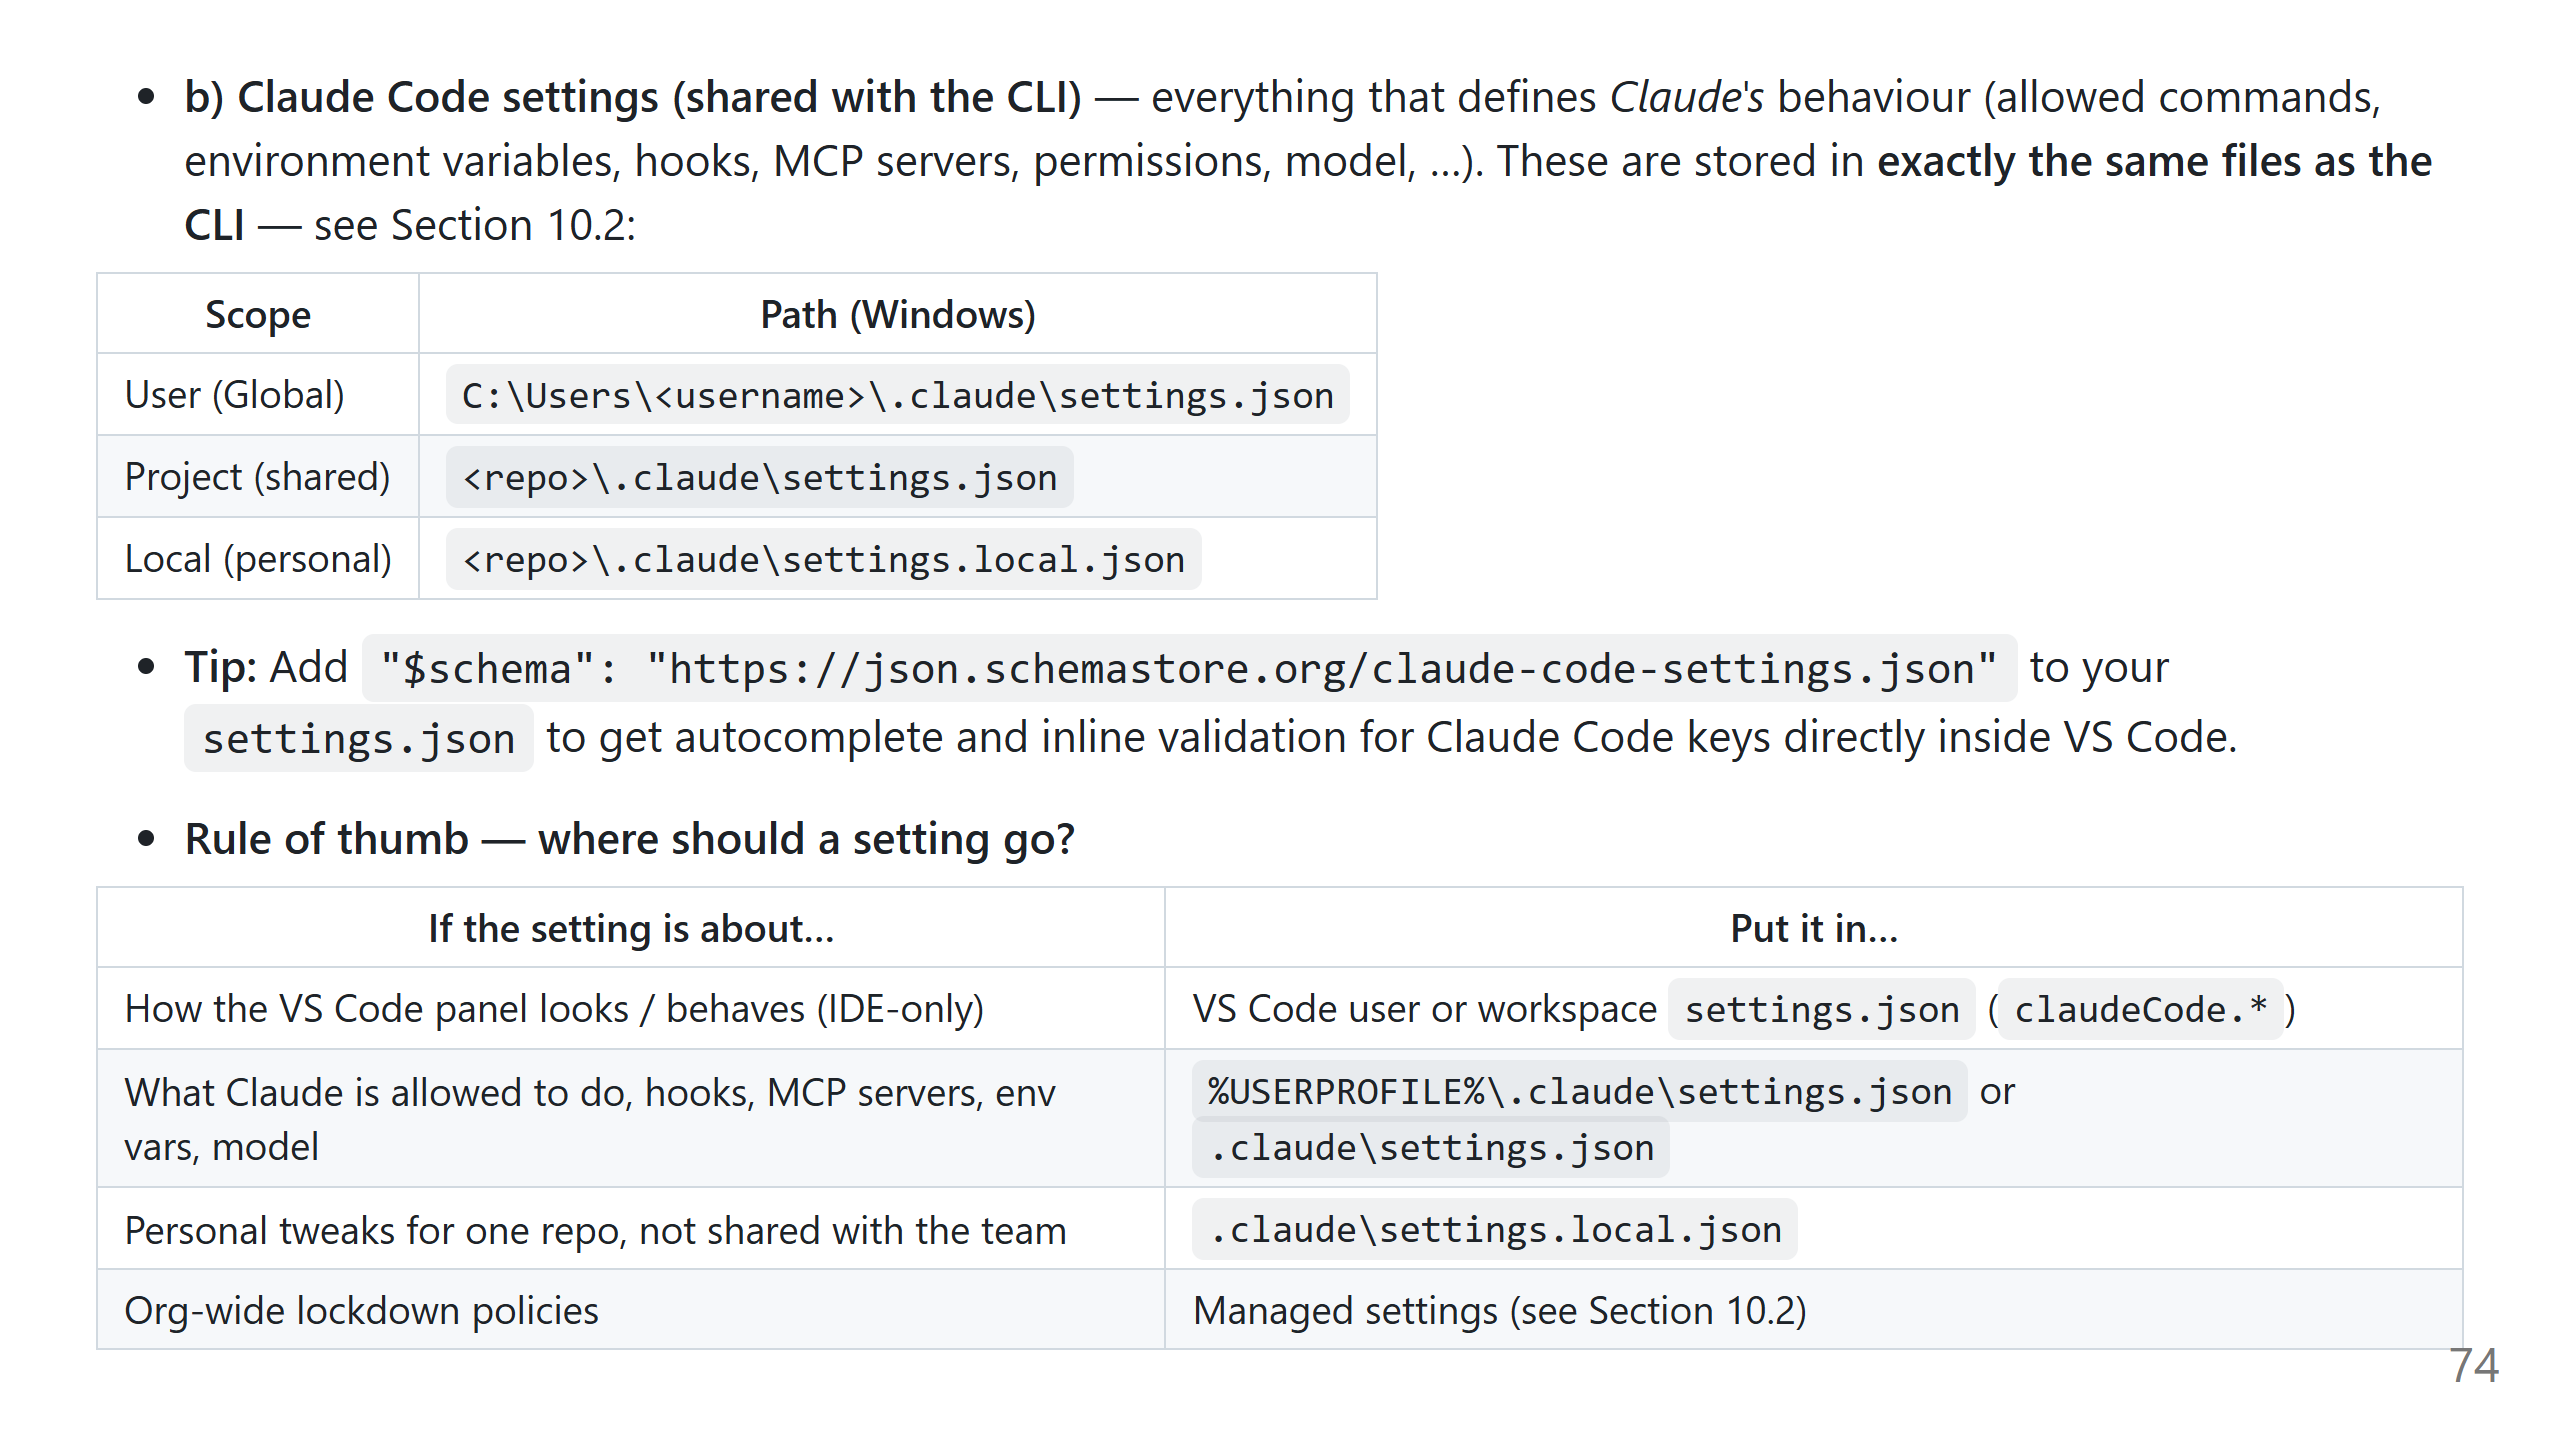 • b) Claude Code settings (shared with the CLI) — everything that defines Claude's behaviour (allowed commands,
environment variables, hooks, MCP servers, permissions, model, …). These are stored in exactly the same files as the
CLI — see Section 10.2:
Scope Path (Windows)
User (Global) C:\Users\<username>\.claude\settings.json
Project (shared) <repo>\.claude\settings.json
Local (personal) <repo>\.claude\settings.local.json
• Tip: Add "$schema": "https://json.schemastore.org/claude-code-settings.json" to your
settings.json to get autocomplete and inline validation for Claude Code keys directly inside VS Code.
• Rule of thumb — where should a setting go?
If the setting is about… Put it in…
How the VS Code panel looks / behaves (IDE-only) VS Code user or workspace settings.json (claudeCode.*)
What Claude is allowed to do, hooks, MCP servers, env
vars, model
%USERPROFILE%\.claude\settings.json or
.claude\settings.json
Personal tweaks for one repo, not shared with the team .claude\settings.local.json
Org-wide lockdown policies Managed settings (see Section 10.2)
74